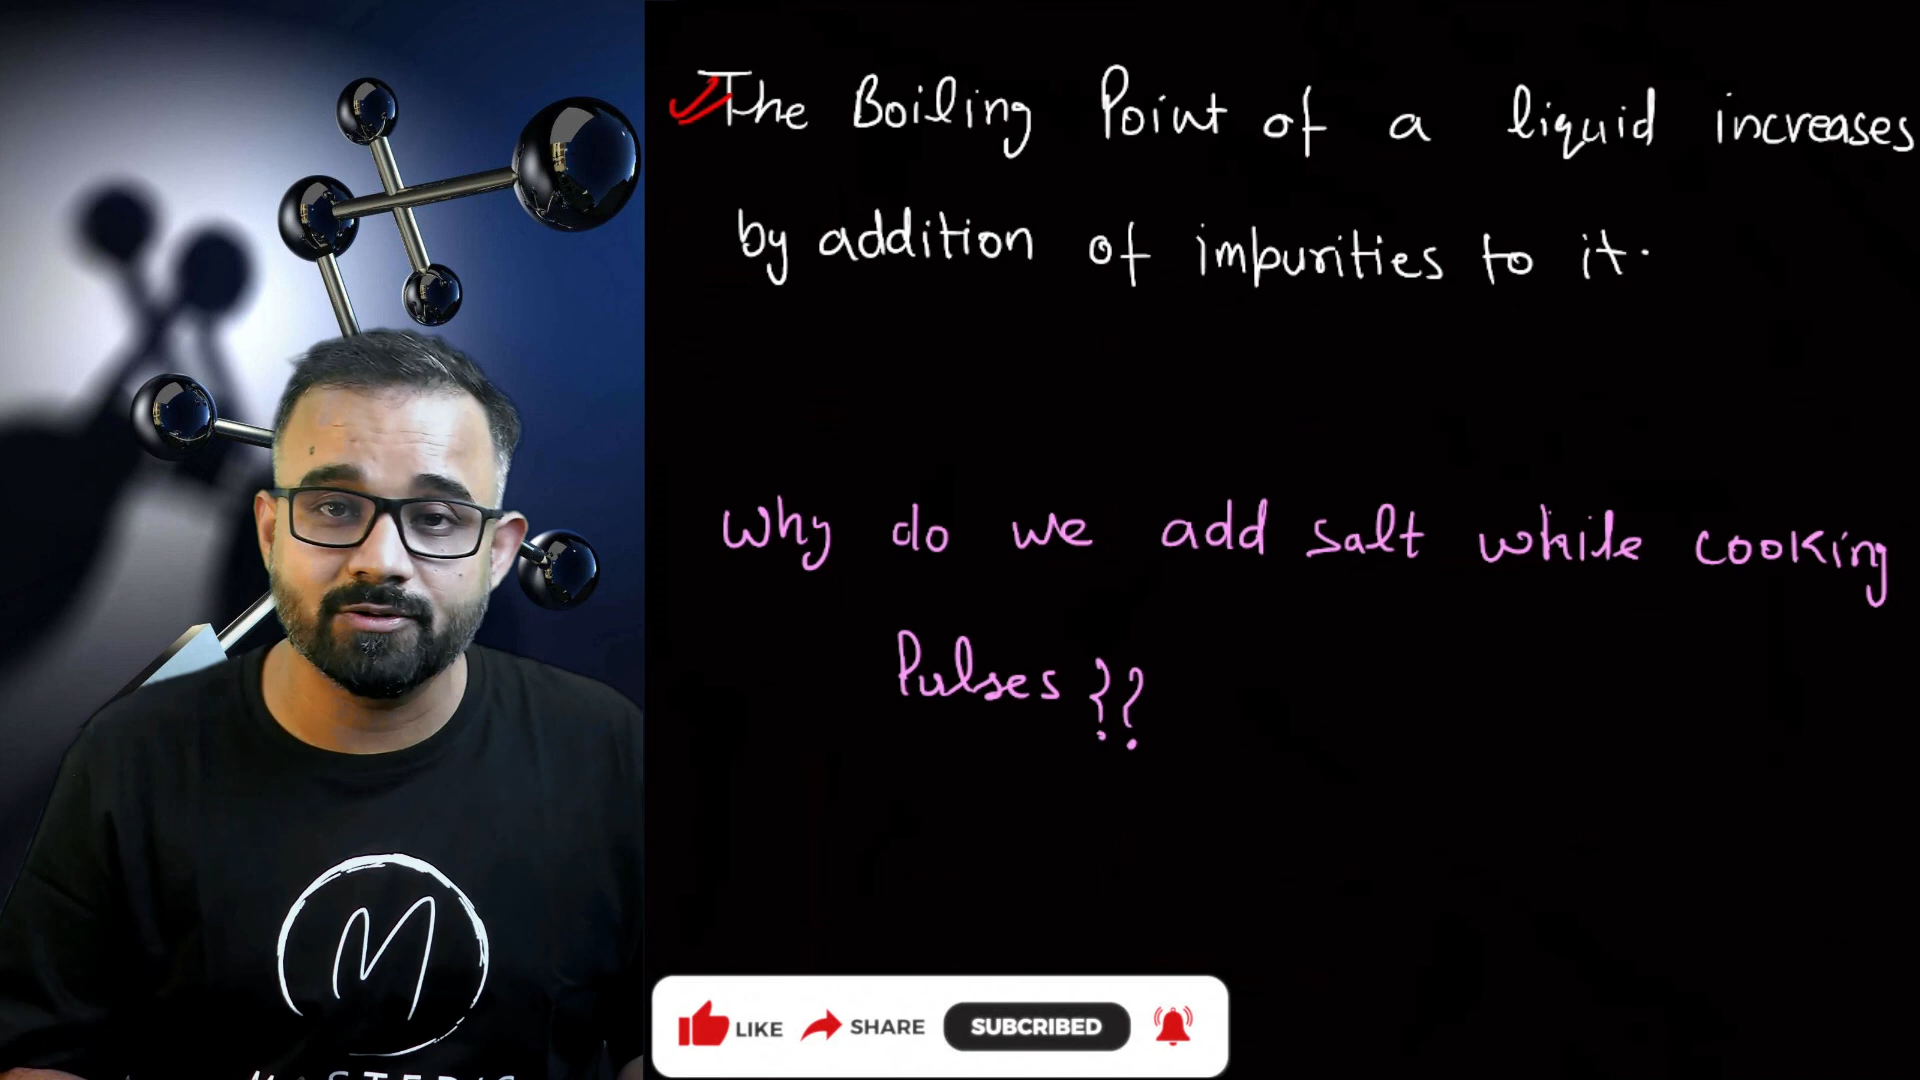 The Boiling Point of a liquid increases
by addition of impurities to it.
Why do we add salt while cooking
Pulses ??
M
LIKE SHARE SUBCRIBED